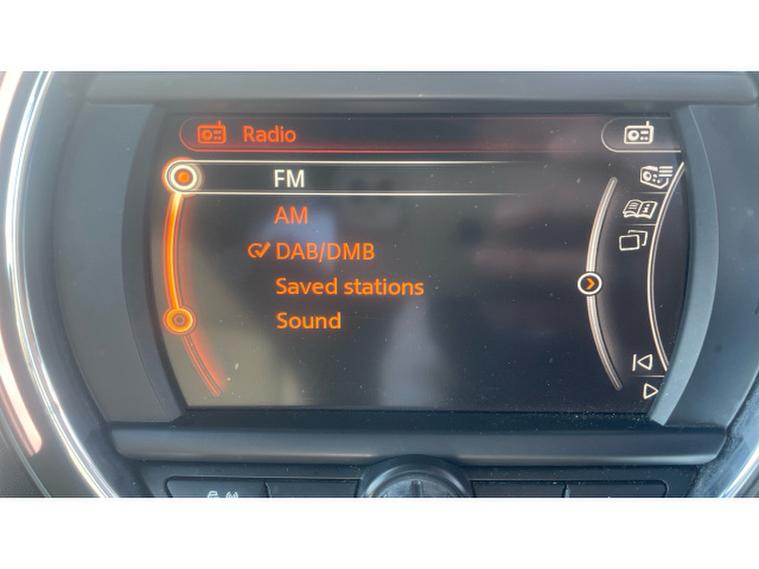 Radio
FM
AM
DAB/DMB
Saved stations
Sound